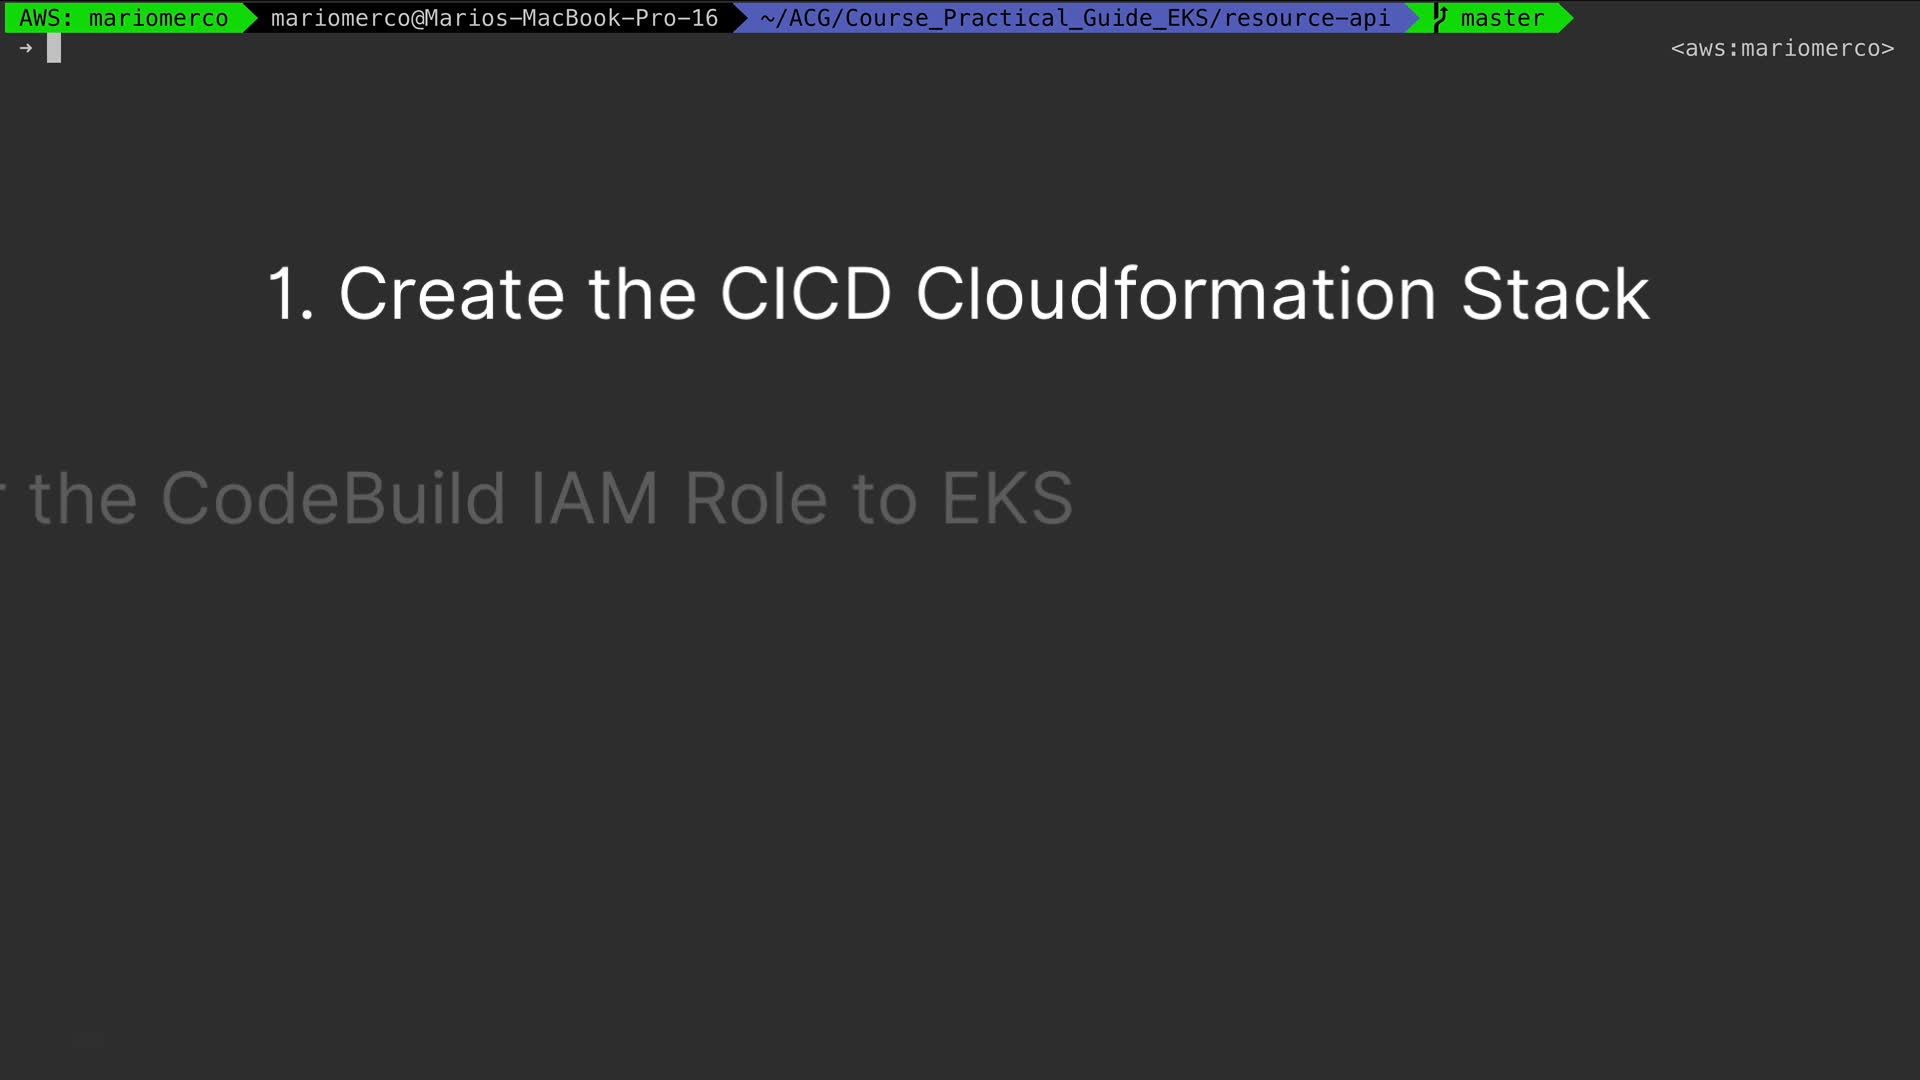 AWS: mariomerco mariomerco@Marios-MacBook-Pro-16 ~/ACG/Course_Practical_Guide_EKS/resource-api master
➜ <aws:mariomerco>
1. Create the CICD Cloudformation Stack
the CodeBuild IAM Role to EKS